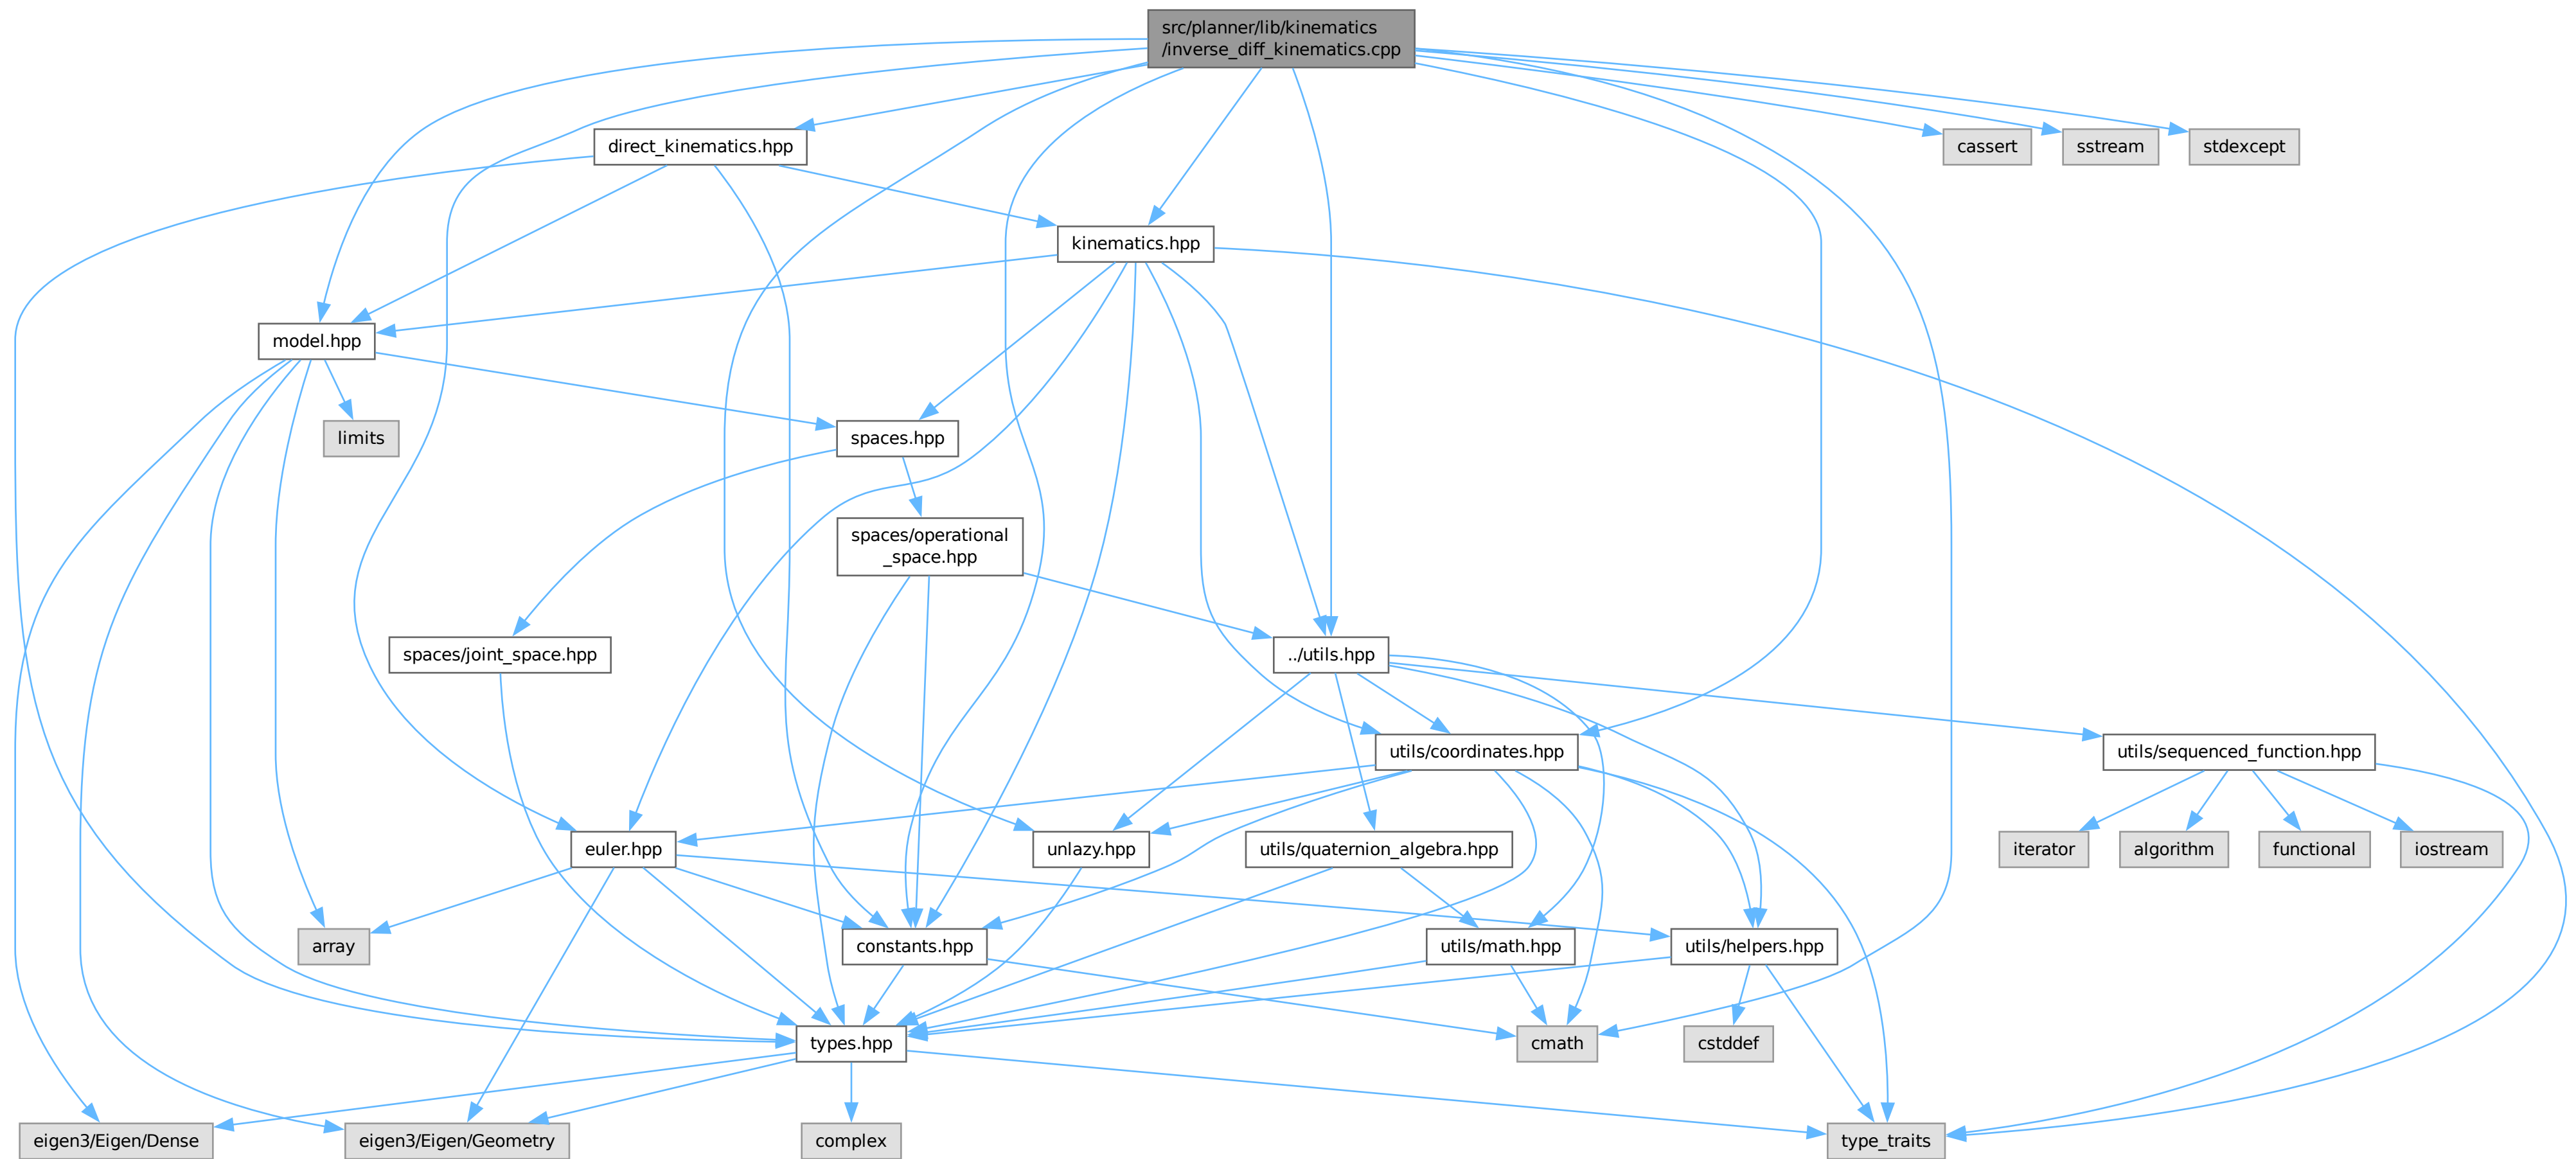 src/planner/lib/kinematics
/inverse_diff_kinematics.cpp
direct_kinematics.hpp
cassert
sstream
stdexcept
kinematics.hpp
model.hpp
limits
spaces.hpp
spaces/operational
_space.hpp
spaces/joint_space.hpp
../utils.hpp
utils/coordinates.hpp
utils/sequenced_function.hpp
euler.hpp
unlazy.hpp
utils/quaternion_algebra.hpp
iterator
algorithm
functional
iostream
array
constants.hpp
utils/math.hpp
utils/helpers.hpp
types.hpp
cmath
cstddef
eigen3/Eigen/Dense
eigen3/Eigen/Geometry
complex
type_traits